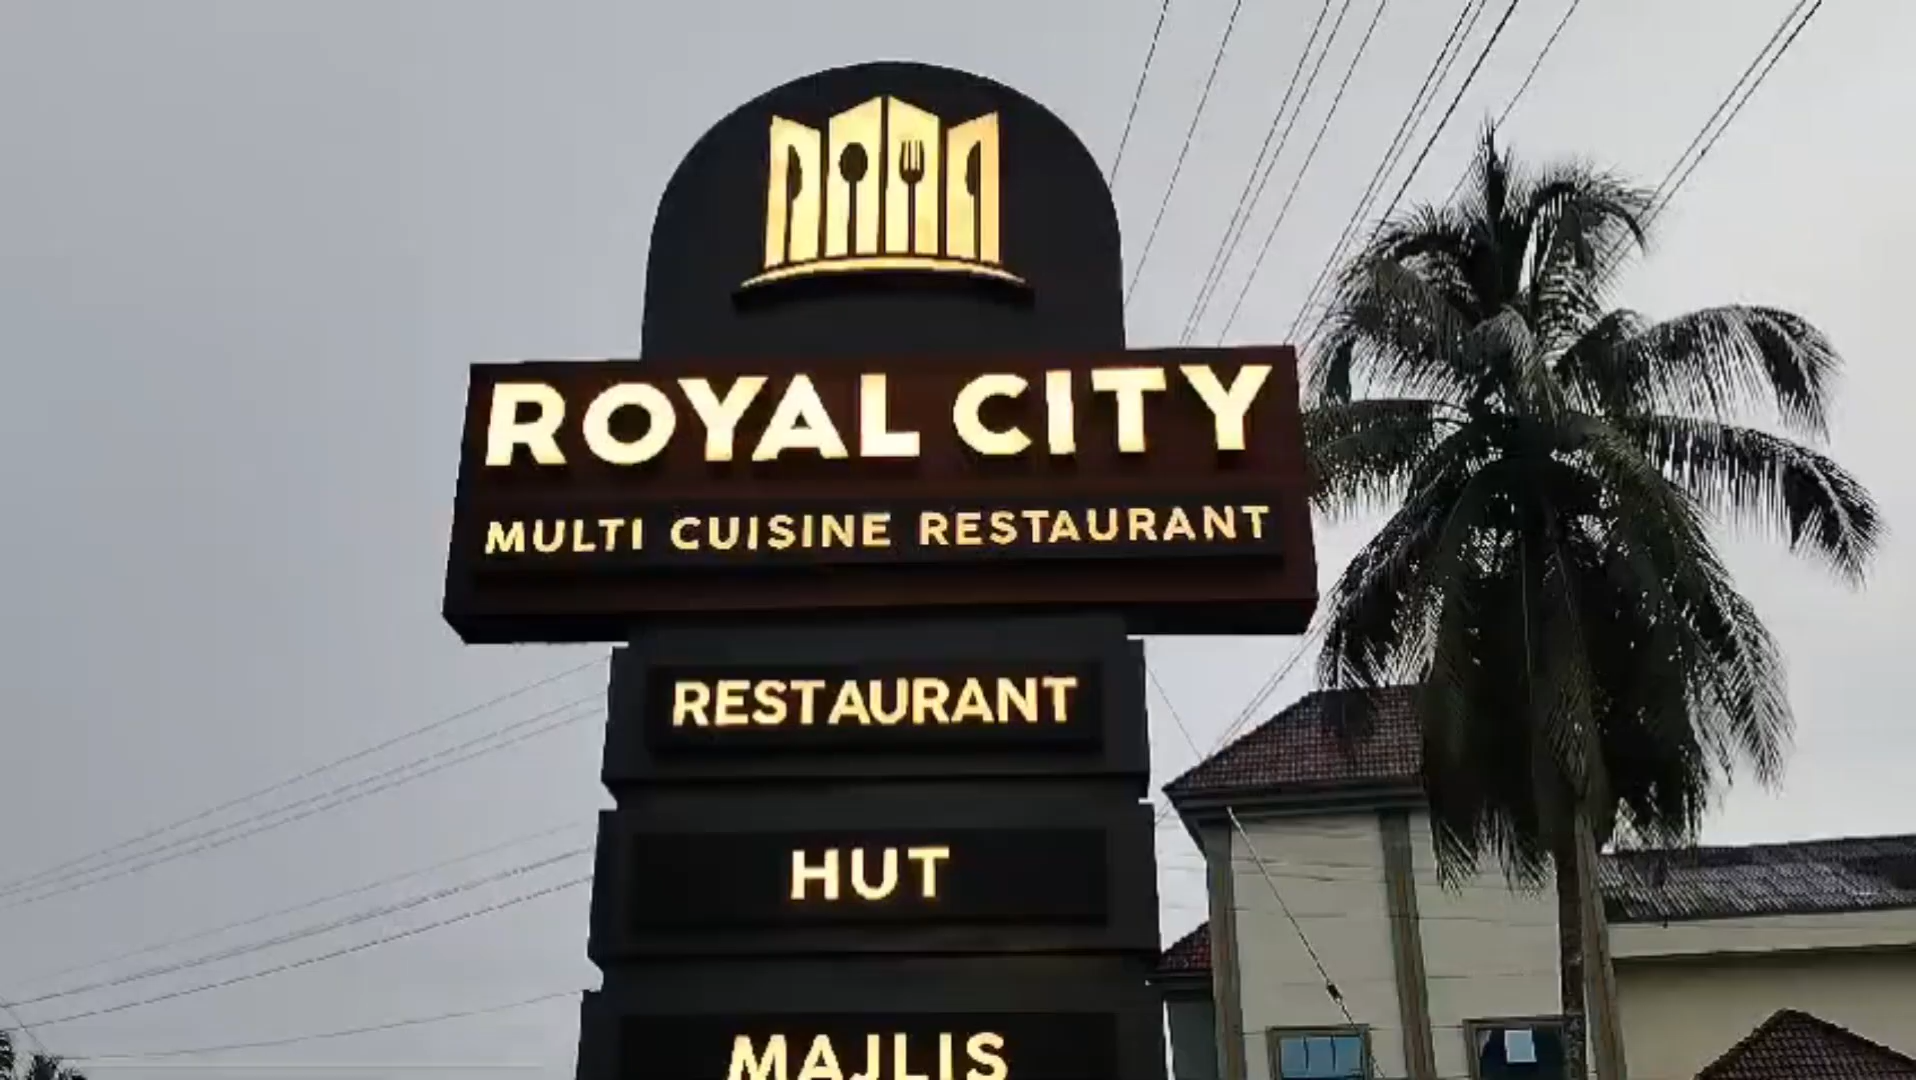 ROYAL CITY
MULTI CUISINE RESTAURANT
RESTAURANT
HUT
MAJLIS